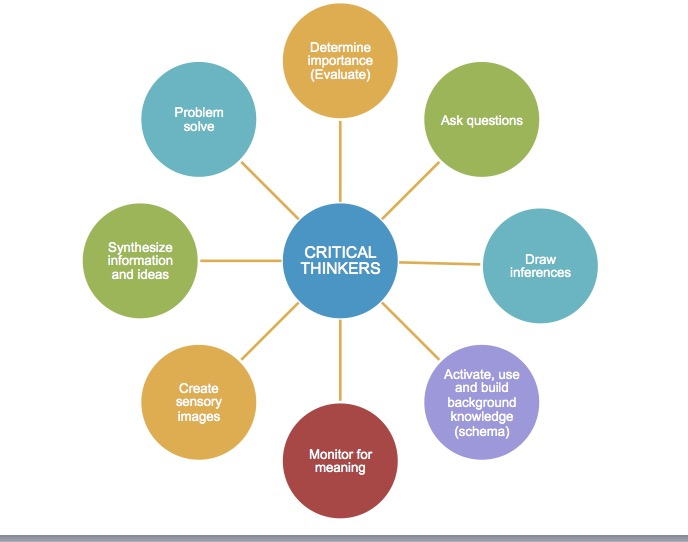 Determine
importance
(Evaluate)
Ask questions
Draw
inferences
Activate, use
and build
background
knowledge
(schema)
Monitor for
meaning
Create
sensory
images
Synthesize
information
and ideas
Problem
solve
CRITICAL
THINKERS